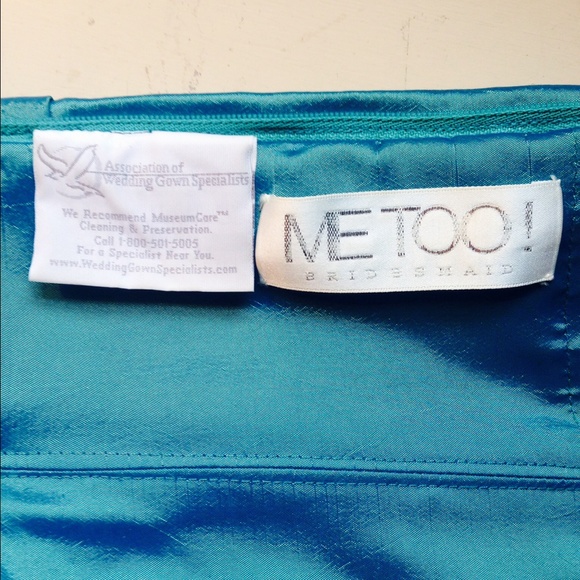 Association of
Wedding Gown Specialists
We Recommend MuseumCare™
Cleaning & Preservation.
Call 1-800-501-5005
For a Specialist Near You.
www.WeddingGownSpecialists.com
ME TOO!
BRIDESMAID